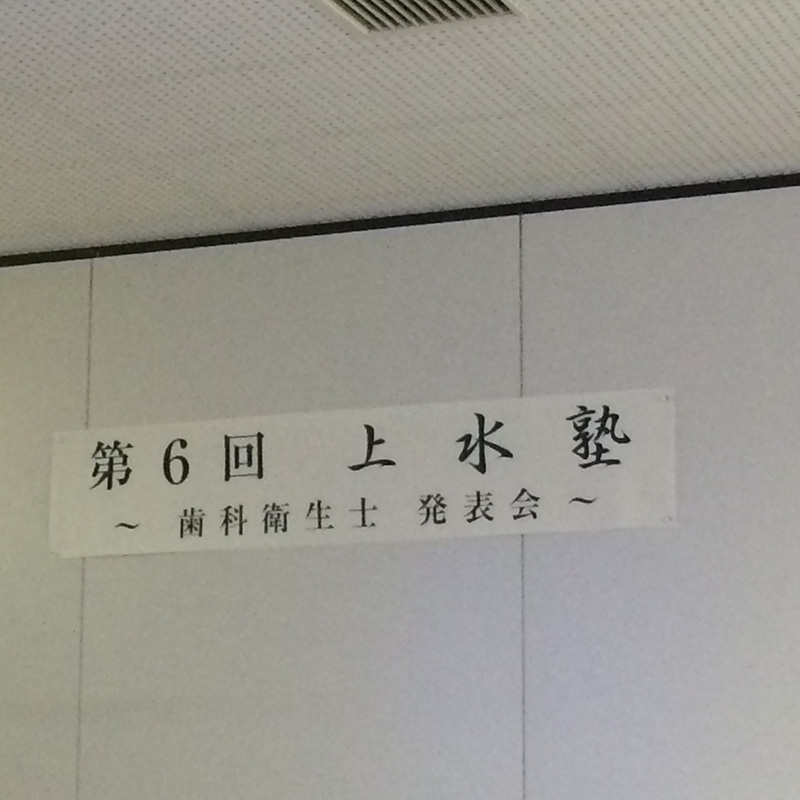 第6回 上水塾
~ 歯科衛生士 発表会 ~